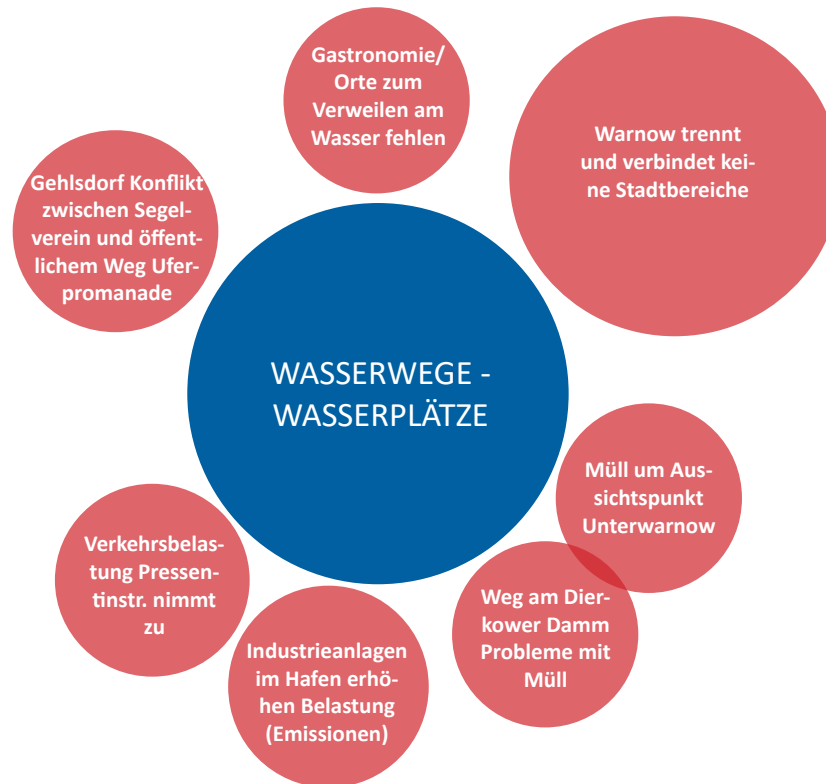 Gastronomie/
Orte zum
Verweilen am
Wasser fehlen
Warnow trennt
und verbindet kei-
ne Stadtbereiche
Gehlsdorf Konflikt
zwischen Segel-
verein und öffent-
lichem Weg Ufer-
promanade
WASSERWEGE -
WASSERPLÄTZE
Müll um Aus-
sichtspunkt
Unterwarnow
Verkehrsbelas-
tung Pressen-
tinstr. nimmt
zu
Weg am Dier-
kower Damm
Probleme mit
Müll
Industrieanlagen
im Hafen erhö-
hen Belastung
(Emissionen)